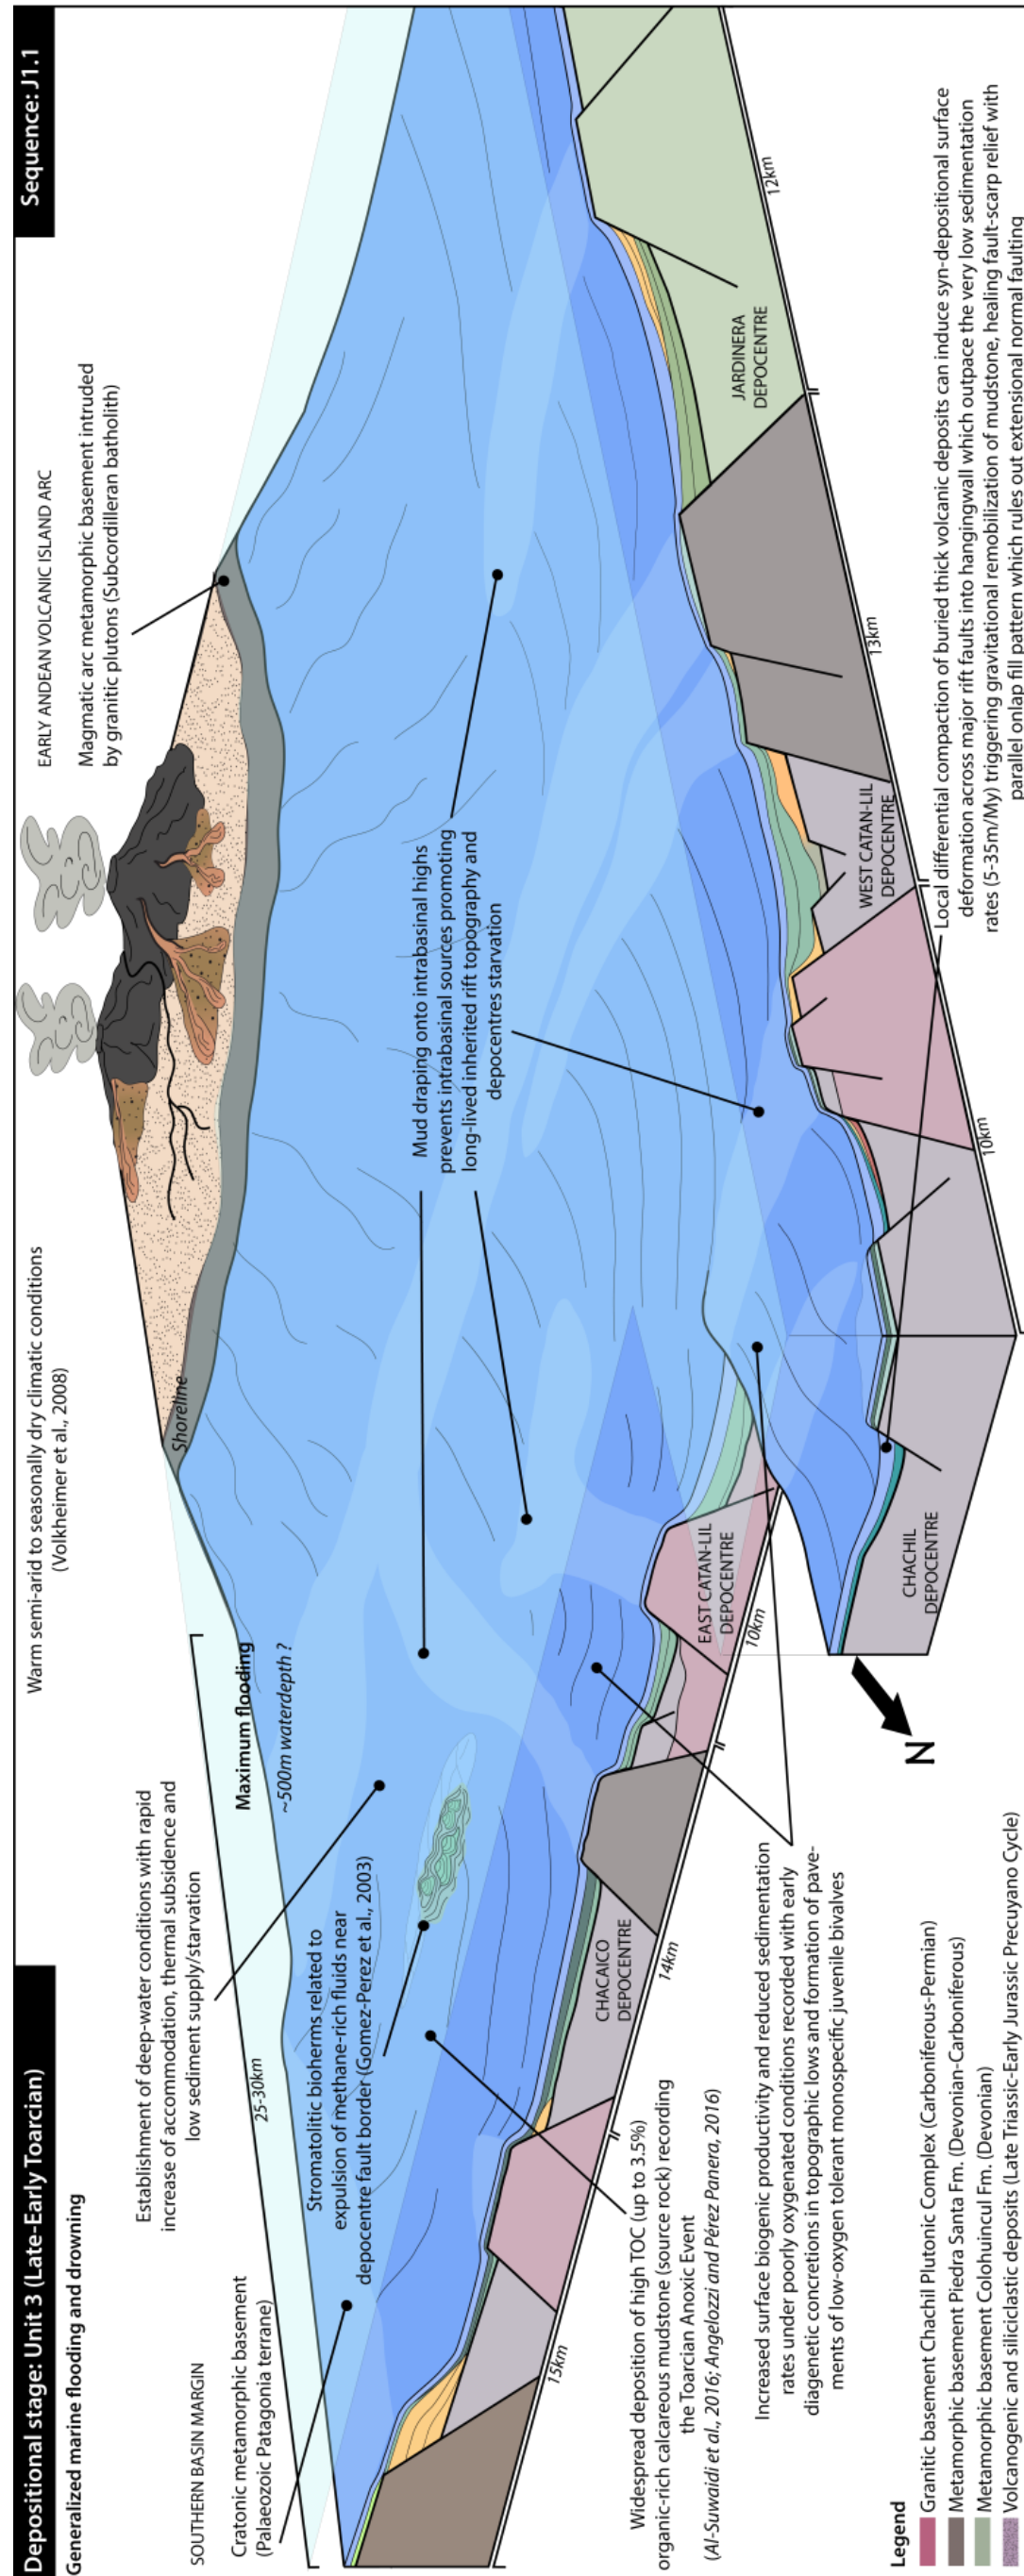 Depositional stage: Unit 3 (Late-Early Toarcian)
Sequence: J1.1
Generalized marine flooding and drowning
Warm semi-arid to seasonally dry climatic conditions
(Volkheimer et al., 2008)
EARLY ANDEAN VOLCANIC ISLAND ARC
Magmatic arc metamorphic basement intruded
by granitic plutons (Subcordilleran batholith)
Establishment of deep-water conditions with rapid
increase of accommodation, thermal subsidence and
low sediment supply/starvation
Shoreline
Maximum flooding
~500m waterdepth ?
25-30km
SOUTHERN BASIN MARGIN
Cratonic metamorphic basement
(Palaeozoic Patagonia terrane)
Stromatolitic bioherms related to
expulsion of methane-rich fluids near
depocentre fault border (Gomez-Perez et al., 2003)
Mud draping onto intrabasinal highs
prevents intrabasinal sources promoting
long-lived inherited rift topography and
depocentres starvation
Widespread deposition of high TOC (up to 3.5%)
organic-rich calcareous mudstone (source rock) recording
the Toarcian Anoxic Event
(Al-Suwaidi et al., 2016; Angelozzi and Pérez Panera, 2016)
Increased surface biogenic productivity and reduced sedimentation
rates under poorly oxygenated conditions recorded with early
diagenetic concretions in topographic lows and formation of pave-
ments of low-oxygen tolerant monospecific juvenile bivalves
15km
CHACAICO
DEPOCENTRE
14km
EAST CATAN-LIL
DEPOCENTRE
10km
CHACHIL
DEPOCENTRE
N
10km
WEST CATAN-LIL
DEPOCENTRE
13km
JARDINERA
DEPOCENTRE
12km
Local differential compaction of buried thick volcanic deposits can induce syn-depositional surface
deformation across major rift faults into hangingwall which outpace the very low sedimentation
rates (5-35m/My) triggering gravitational remobilization of mudstone, healing fault-scarp relief with
parallel onlap fill pattern which rules out extensional normal faulting
Legend
Granitic basement Chachil Plutonic Complex (Carboniferous-Permian)
Metamorphic basement Piedra Santa Fm. (Devonian-Carboniferous)
Metamorphic basement Colohuincul Fm. (Devonian)
Volcanogenic and siliciclastic deposits (Late Triassic-Early Jurassic Precuyano Cycle)